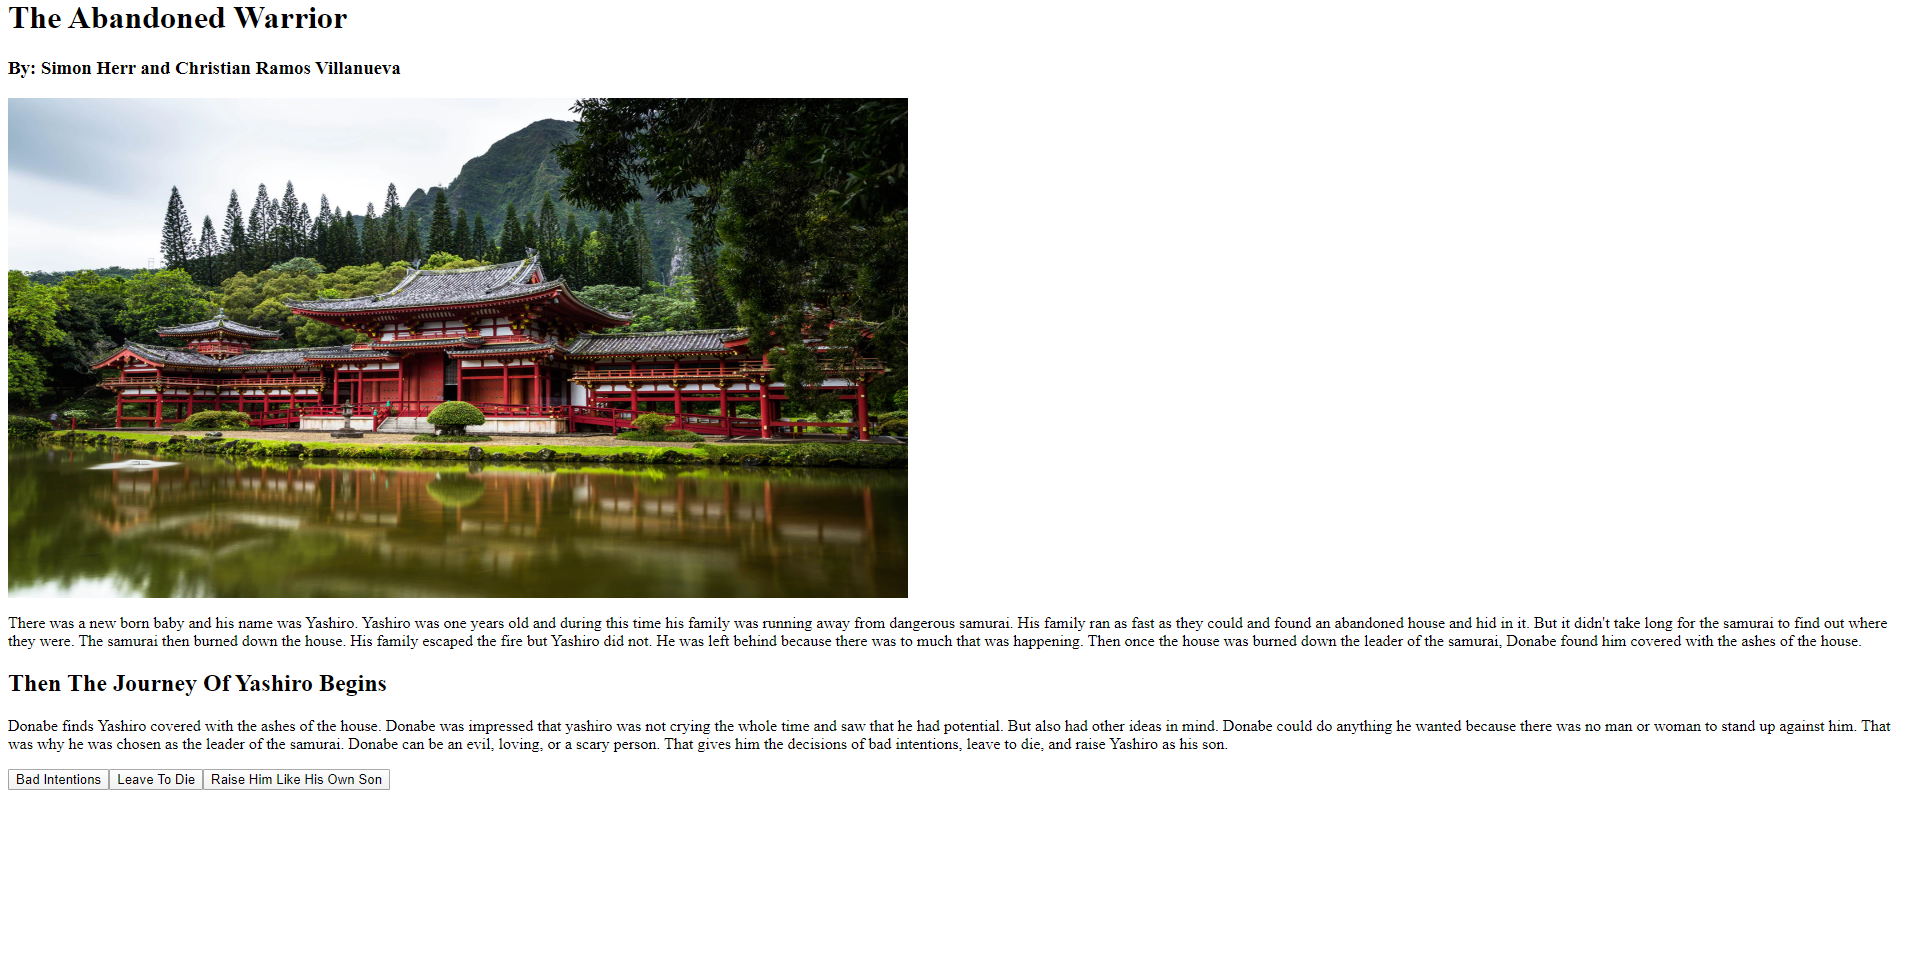 The Abandoned Warrior
By: Simon Herr and Christian Ramos Villanueva
There was a new born baby and his name was Yashiro. Yashiro was one years old and during this time his family was running away from dangerous samurai. His family ran as fast as they could and found an abandoned house and hid in it. But it didn't take long for the samurai to find out where
they were. The samurai then burned down the house. His family escaped the fire but Yashiro did not. He was left behind because there was to much that was happening. Then once the house was burned down the leader of the samurai, Donabe found him covered with the ashes of the house.
Then The Journey Of Yashiro Begins
Donabe finds Yashiro covered with the ashes of the house. Donabe was impressed that yashiro was not crying the whole time and saw that he had potential. But also had other ideas in mind. Donabe could do anything he wanted because there was no man or woman to stand up against him. That
was why he was chosen as the leader of the samurai. Donabe can be an evil, loving, or a scary person. That gives him the decisions of bad intentions, leave to die, and raise Yashiro as his son.
Bad Intentions Leave To Die Raise Him Like His Own Son